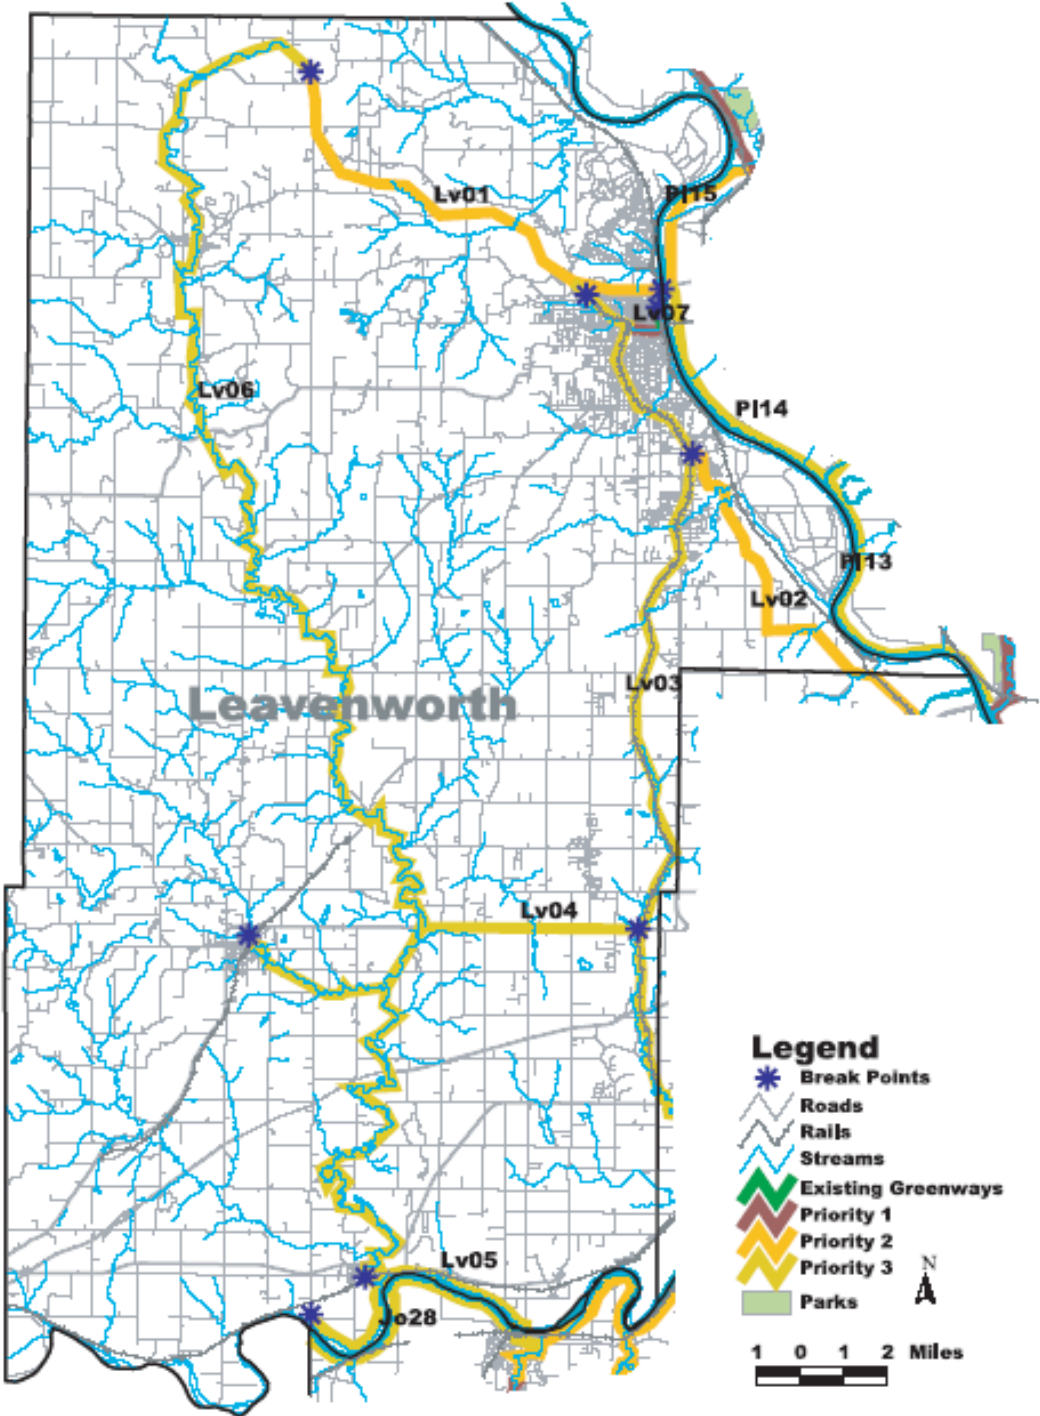 Lv01
Pl15
Lv07
Lv06
Pl14
Pl13
Lv02
Lv03
Leavenworth
Lv04
Lv05
Jo28
Legend
Break Points
Roads
Rails
Streams
Existing Greenways
Priority 1
Priority 2
Priority 3
Parks
N
1 0 1 2 Miles